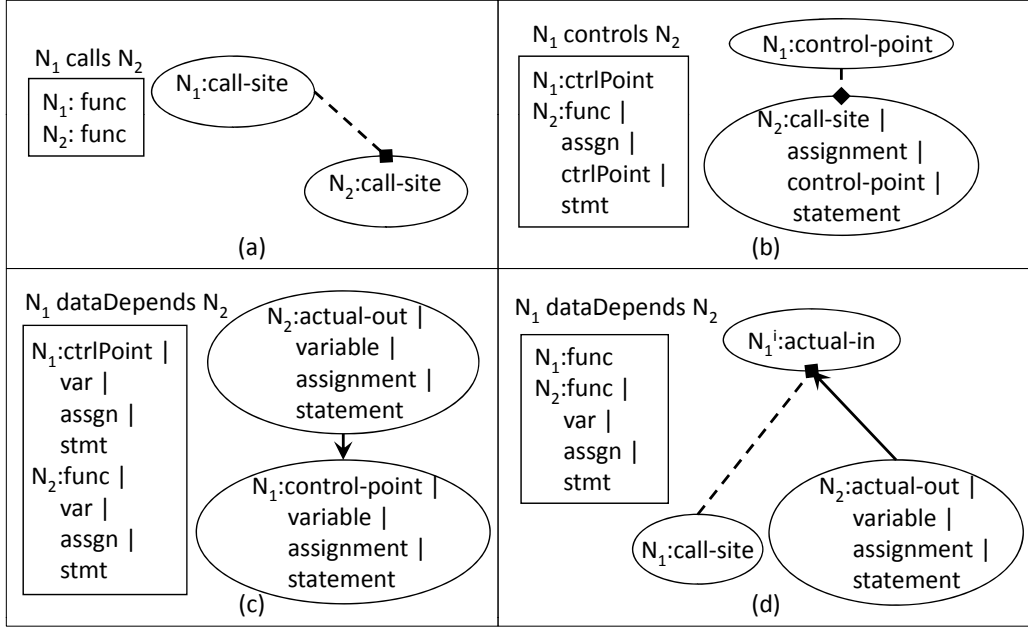 N₁ calls N₂
N₁: func
N₂: func
N₁:call-site
N₂:call-site
(a)
N₁ controls N₂
N₁:ctrlPoint
N₂:func |
assgn |
ctrlPoint |
stmt
N₁:control-point
N₂:call-site |
assignment |
control-point |
statement
(b)
N₁ dataDepends N₂
N₁:ctrlPoint |
var |
assgn |
stmt
N₂:func |
var |
assgn |
stmt
N₂:actual-out |
variable |
assignment |
statement
N₁:control-point |
variable |
assignment |
statement
(c)
N₁ dataDepends N₂
N₁:func
N₂:func |
var |
assgn |
stmt
N₁ⁱ:actual-in
N₁:call-site
N₂:actual-out |
variable |
assignment |
statement
(d)